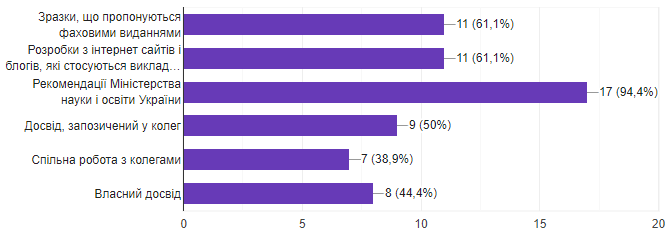 Зразки, що пропонуються
фаховими виданнями
11 (61,1%)
Розробки з інтернет сайтів і
блогів, які стосуються виклад…
11 (61,1%)
Рекомендації Міністерства
науки і освіти України
17 (94,4%)
Досвід, запозичений у колег
9 (50%)
Спільна робота з колегами
7 (38,9%)
Власний досвід
8 (44,4%)
0 5 10 15 20